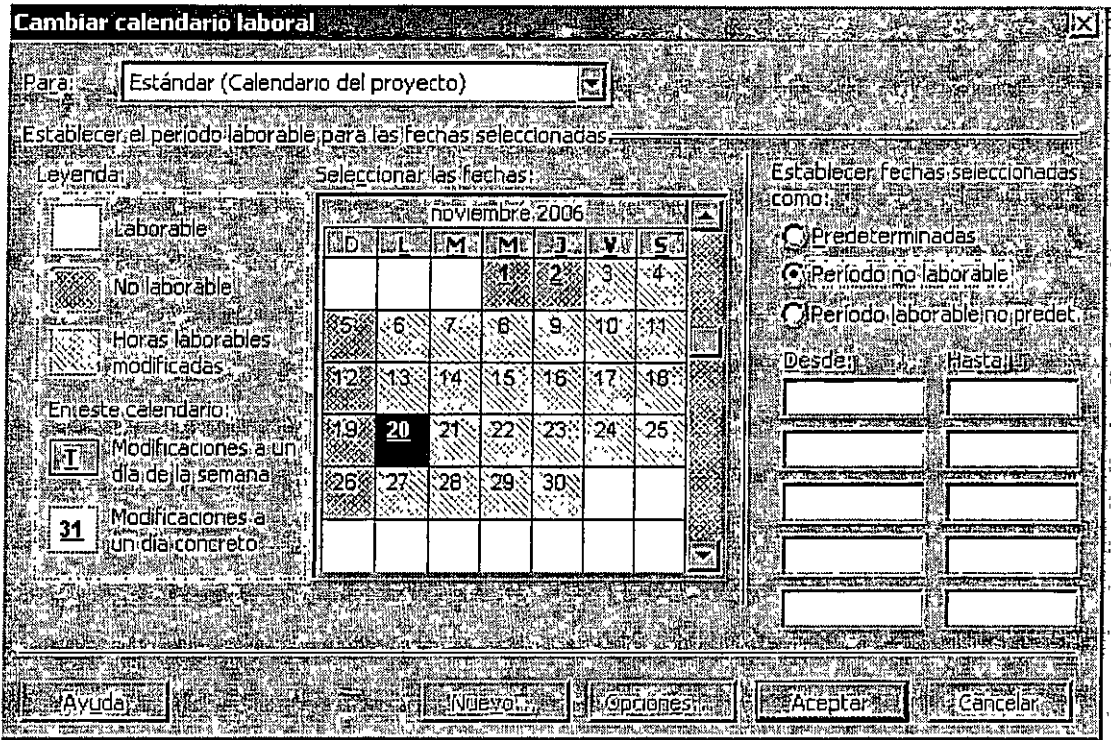 Cambiar calendario laboral
Para: Estándar (Calendario del proyecto)
Establecer el período laborable para las fechas seleccionadas
Leyenda:
Laborable
No laborable
Horas laborables
modificadas
En este calendario:
T Modificaciones a un
día de la semana
31 Modificaciones a
un día concreto
Seleccionar las fechas:
noviembre 2006
D L M M J V S
1 2 3 4
5 6 7 8 9 10 11
12 13 14 15 16 17 18
19 20 21 22 23 24 25
26 27 28 29 30
Establecer fechas seleccionadas
como:
Predeterminadas
Período no laborable
Período laborable no predet.
Desde: Hasta:
Ayuda Nuevo... Opciones... Aceptar Cancelar